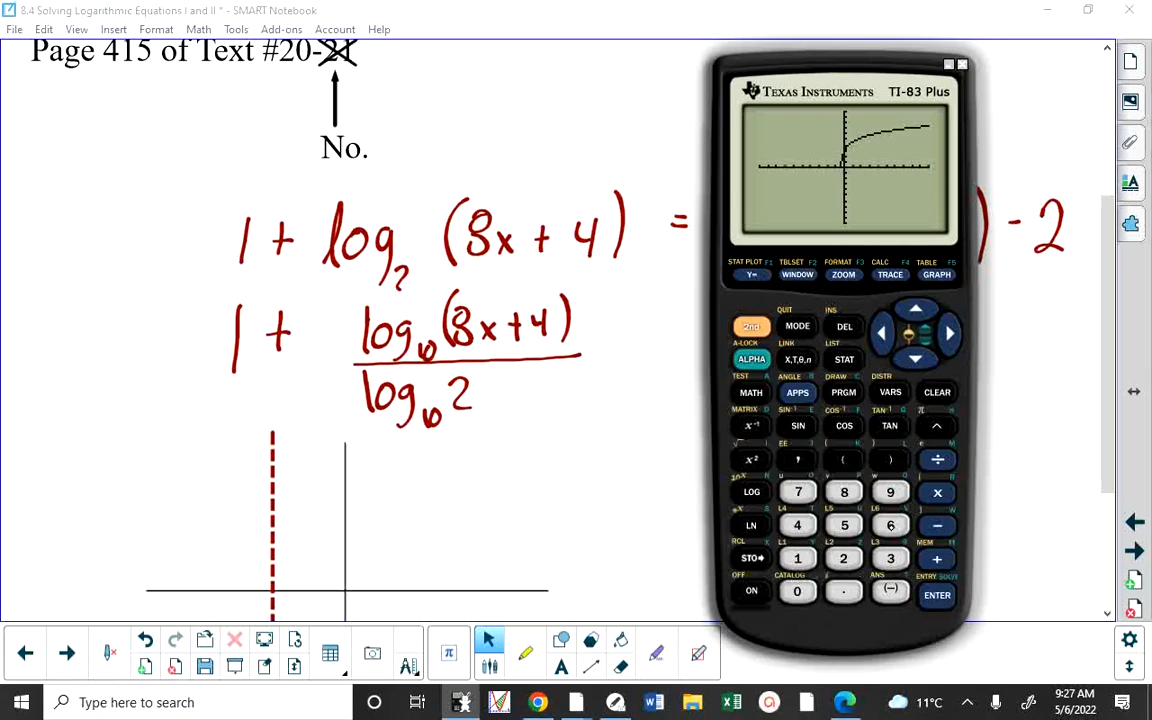 8.4 Solving Logarithmic Equations I and II * - SMART Notebook
File Edit View Insert Format Math Tools Add-ons Account Help
Page 415 of Text #20-21
No.
1 + log₂ (8x + 4) = ) - 2
1 + log₁₀(8x+4)
log₁₀ 2
TEXAS INSTRUMENTS TI-83 Plus
STAT PLOT F1 TBLSET F2 FORMAT F3 CALC F4 TABLE F5
Y= WINDOW ZOOM TRACE GRAPH
QUIT INS
2nd MODE DEL
A-LOCK LINK LIST
ALPHA X,T,θ,n STAT
TEST A ANGLE B DRAW C DISTR
MATH APPS PRGM VARS CLEAR
MATRIX D SIN⁻¹ E COS⁻¹ F TAN⁻¹ G π H
x⁻¹ SIN COS TAN ^
√ I EE J { K } L e M
x² , ( ) ÷
10ˣ N u O v P w Q [ R
LOG 7 8 9 x
eˣ S L4 T L5 U L6 V ] W
LN 4 5 6 −
RCL X L1 Y L2 Z L3 θ MEM "
STO➔ 1 2 3 +
OFF CATALOG ANS ENTRY SOLVE
ON 0 . (−) ENTER
π
A
Type here to search
11°C
9:27 AM
5/6/2022